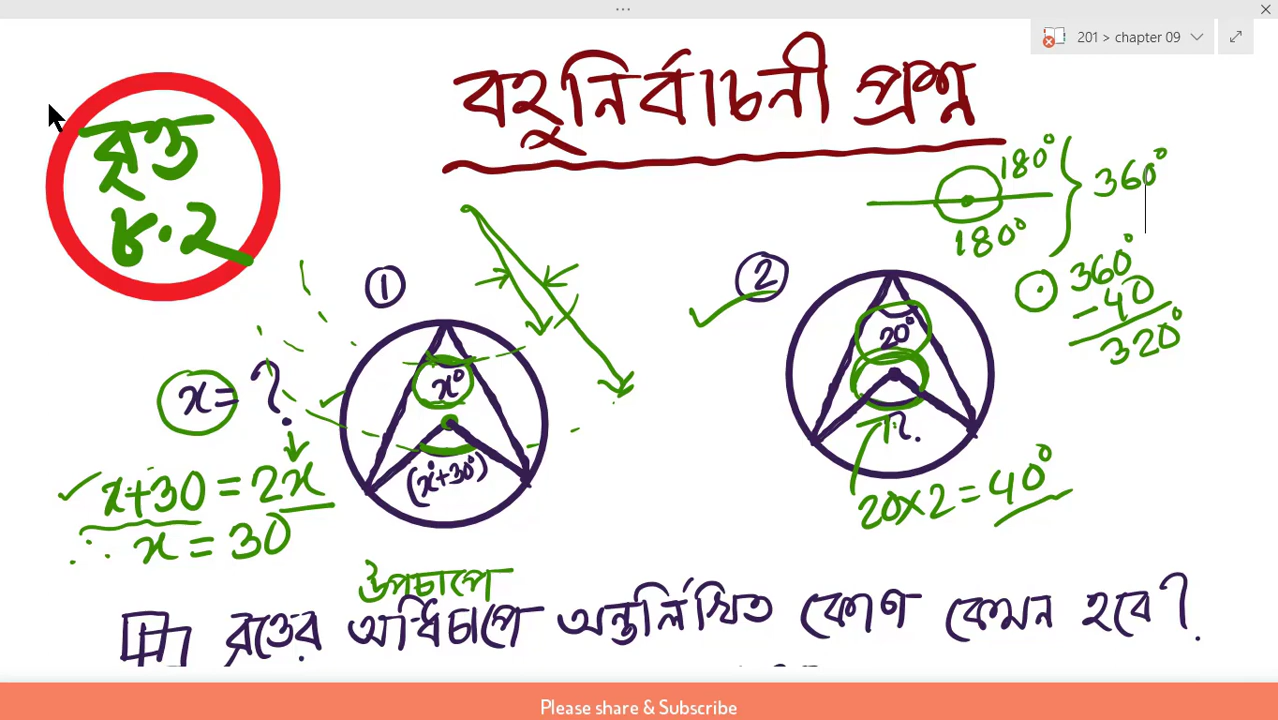 201 > chapter 09
বহুনির্বাচনী প্রশ্ন
বৃত্ত
৮.২
180°
180°
360°
360°
- 40
320°
①
②
x = ?
x°
(x°+30°)
x+30 = 2x
∴ x = 30
20°
?
20×2 = 40°
উপচাপে
বৃত্তের অধিচাপে অন্তর্লিখিত কোণ কেমন হবে?
Please share & Subscribe